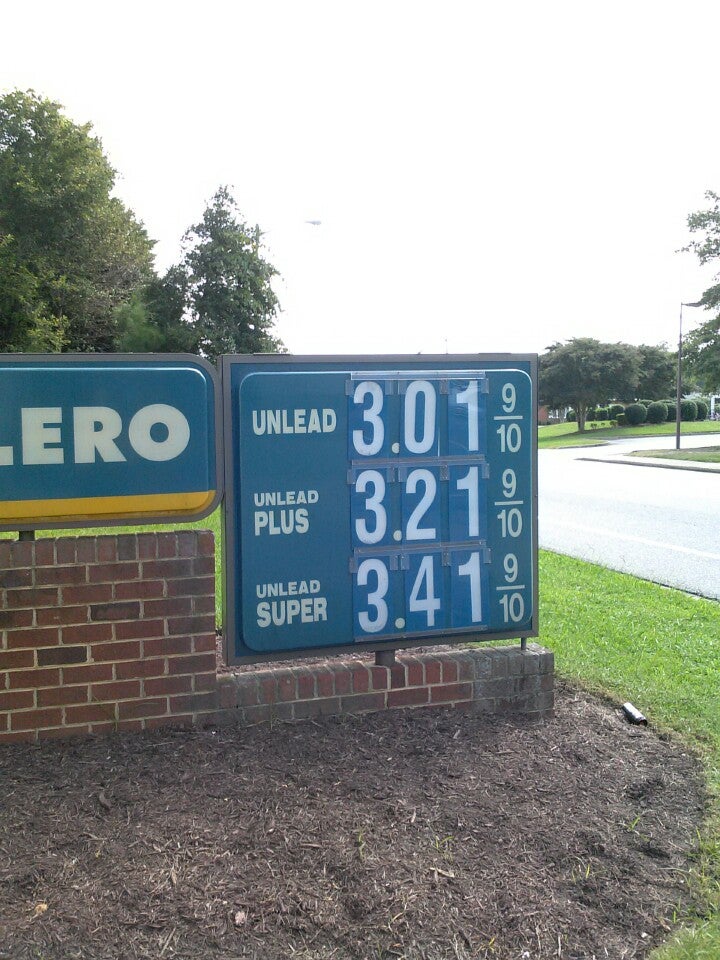 LERO
UNLEAD 3.01 9/10
UNLEAD
PLUS 3.21 9/10
UNLEAD
SUPER 3.41 9/10